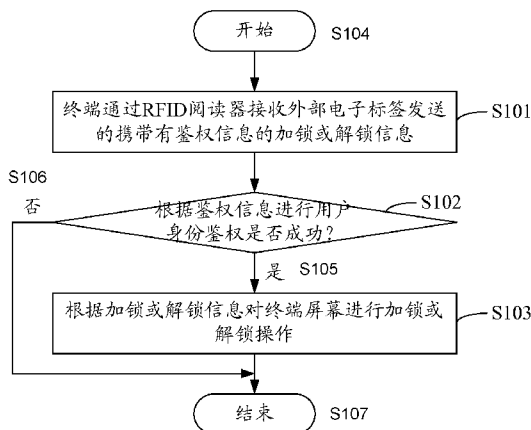 开始
S104
终端通过RFID阅读器接收外部电子标签发送
的携带有鉴权信息的加锁或解锁信息
S101
S106
否
根据鉴权信息进行用户
身份鉴权是否成功?
S102
是
S105
根据加锁或解锁信息对终端屏幕进行加锁或
解锁操作
S103
结束
S107